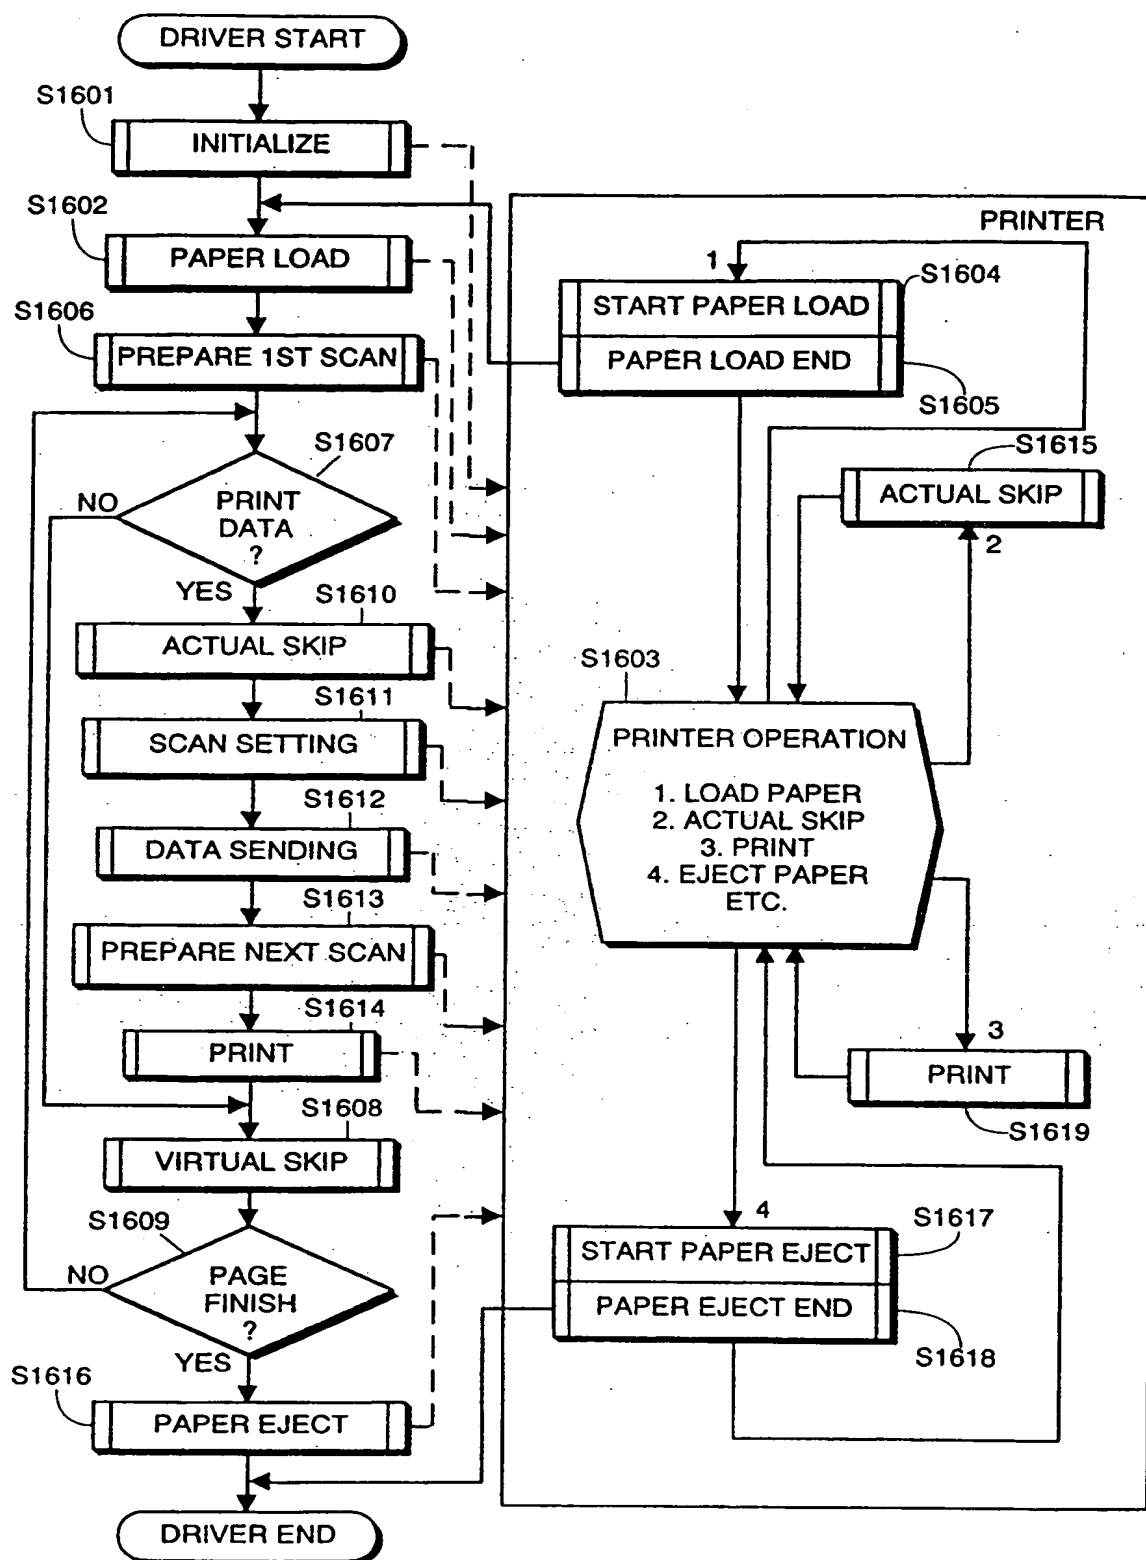 DRIVER START
S1601
INITIALIZE
S1602
PAPER LOAD
S1606
PREPARE 1ST SCAN
S1607
NO
PRINT
DATA
?
YES
S1610
ACTUAL SKIP
S1611
SCAN SETTING
S1612
DATA SENDING
S1613
PREPARE NEXT SCAN
S1614
PRINT
S1608
VIRTUAL SKIP
S1609
NO
PAGE
FINISH
?
YES
S1616
PAPER EJECT
DRIVER END
PRINTER
1
S1604
START PAPER LOAD
PAPER LOAD END
S1605
S1615
ACTUAL SKIP
2
S1603
PRINTER OPERATION
1. LOAD PAPER
2. ACTUAL SKIP
3. PRINT
4. EJECT PAPER
ETC.
3
PRINT
S1619
4
S1617
START PAPER EJECT
PAPER EJECT END
S1618